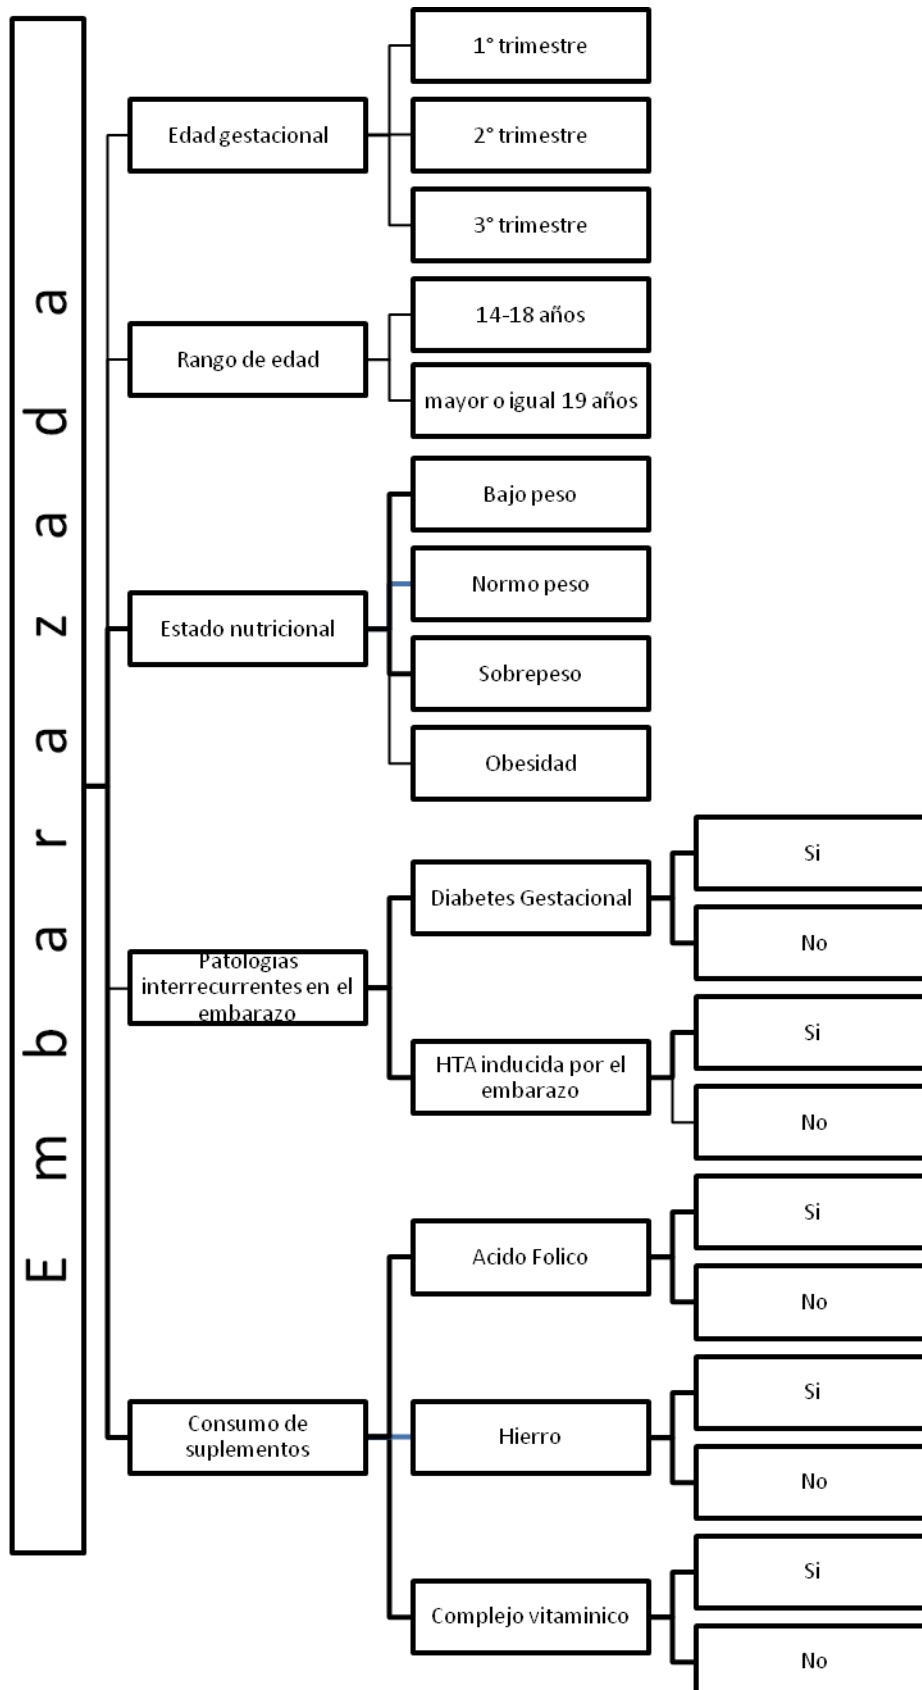 Embarazada
Edad gestacional
1° trimestre
2° trimestre
3° trimestre
Rango de edad
14-18 años
mayor o igual 19 años
Estado nutricional
Bajo peso
Normo peso
Sobrepeso
Obesidad
Patologias
interrecurrentes en el
embarazo
Diabetes Gestacional
Si
No
HTA inducida por el
embarazo
Si
No
Consumo de
suplementos
Acido Folico
Si
No
Hierro
Si
No
Complejo vitaminico
Si
No